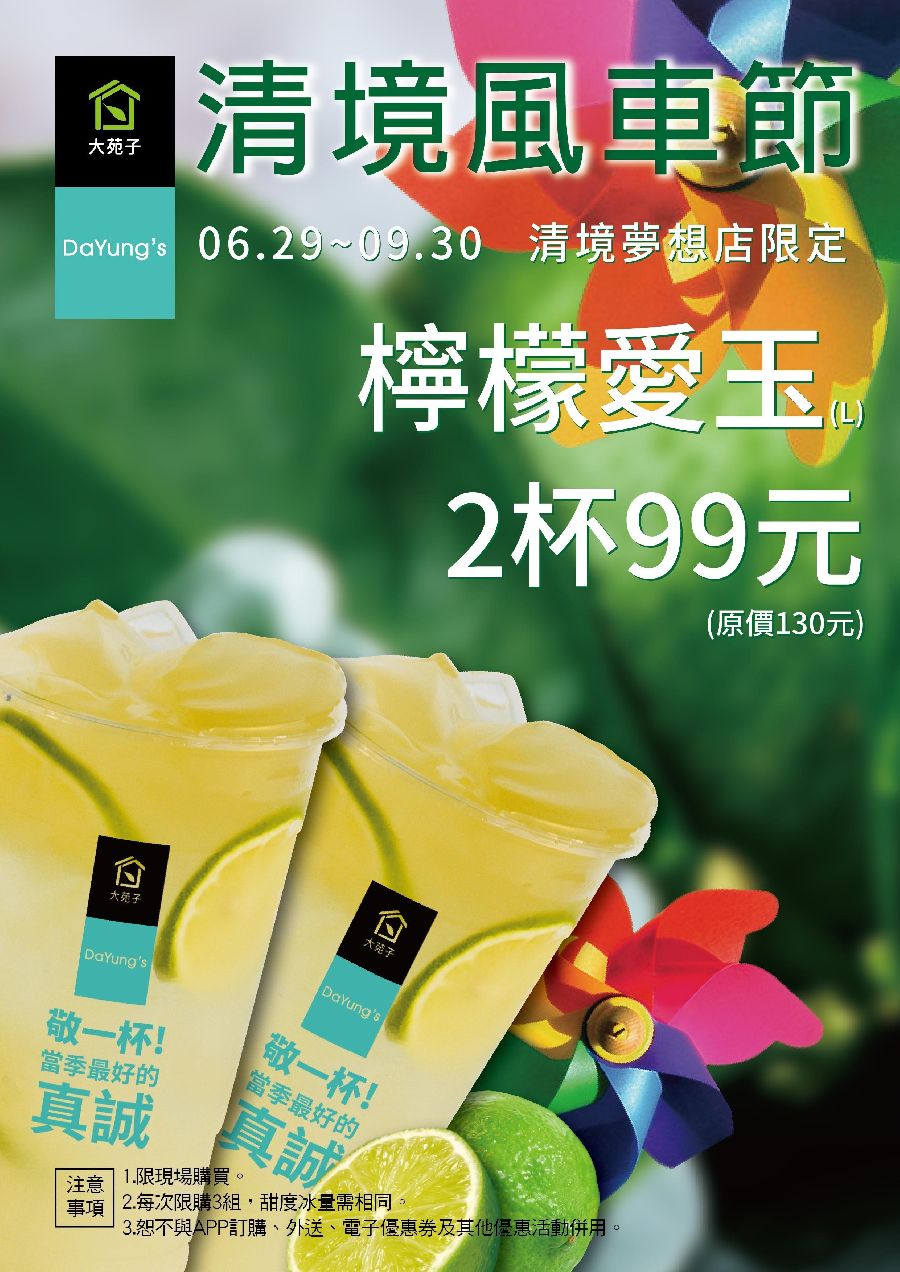 大苑子
DaYung's
清境風車節
06.29~09.30 清境夢想店限定
檸檬愛玉(L)
2杯99元
(原價130元)
大苑子
DaYung's
敬一杯!
當季最好的
真誠
大苑子
DaYung's
敬一杯!
當季最好的
真誠
注意
事項
1.限現場購買。
2.每次限購3組，甜度冰量需相同。
3.恕不與APP訂購、外送、電子優惠券及其他優惠活動併用。